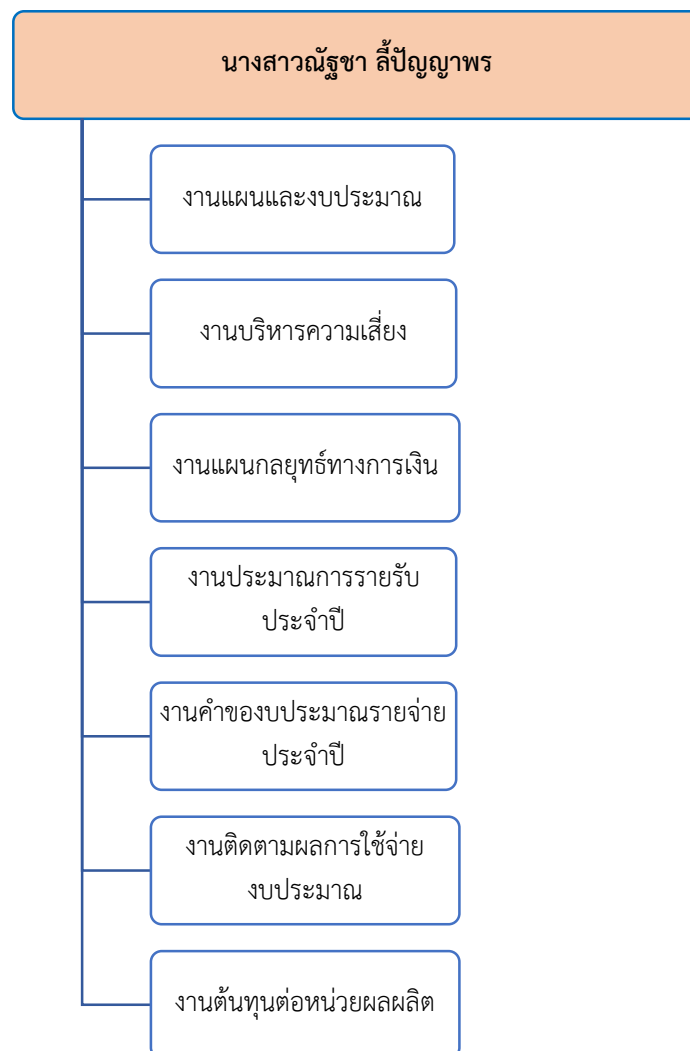 นางสาวณัฐชา ลี้ปัญญาพร
งานแผนและงบประมาณ
งานบริหารความเสี่ยง
งานแผนกลยุทธ์ทางการเงิน
งานประมาณการรายรับ
ประจำปี
งานคำของบประมาณรายจ่าย
ประจำปี
งานติดตามผลการใช้จ่าย
งบประมาณ
งานต้นทุนต่อหน่วยผลผลิต